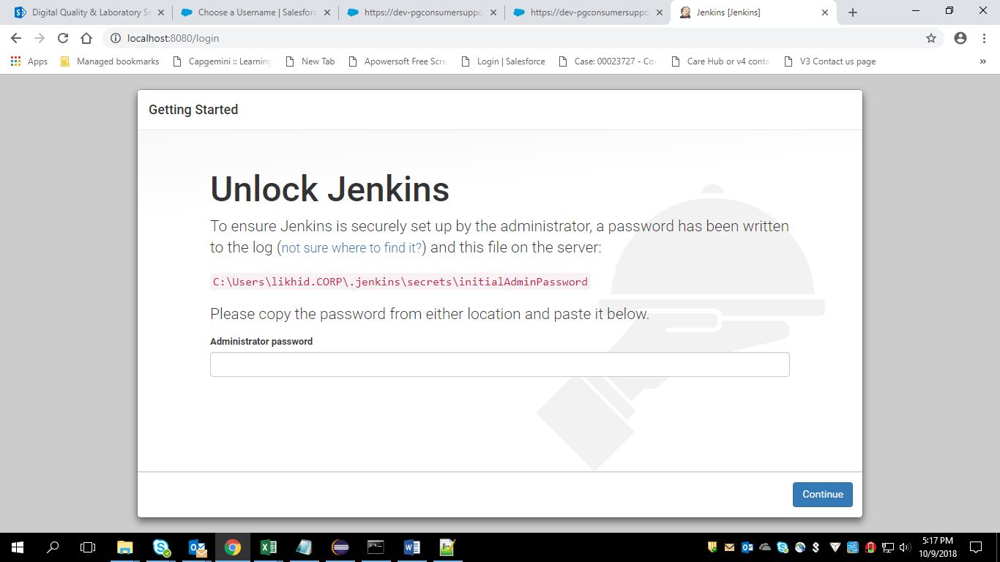 Digital Quality & Laboratory Se
Choose a Username | Salesforc
https://dev-pgconsumersuppo
https://dev-pgconsumersuppo
Jenkins [Jenkins]
localhost:8080/login
Apps
Managed bookmarks
Capgemini :: Learning
New Tab
Apowersoft Free Scre
Login | Salesforce
Case: 00023727 - Cor
Care Hub or v4 conta
V3 Contact us page
»
Getting Started
Unlock Jenkins
To ensure Jenkins is securely set up by the administrator, a password has been written
to the log (not sure where to find it?) and this file on the server:
C:\Users\likhid.CORP\.jenkins\secrets\initialAdminPassword
Please copy the password from either location and paste it below.
Administrator password
Continue
5:17 PM
10/9/2018